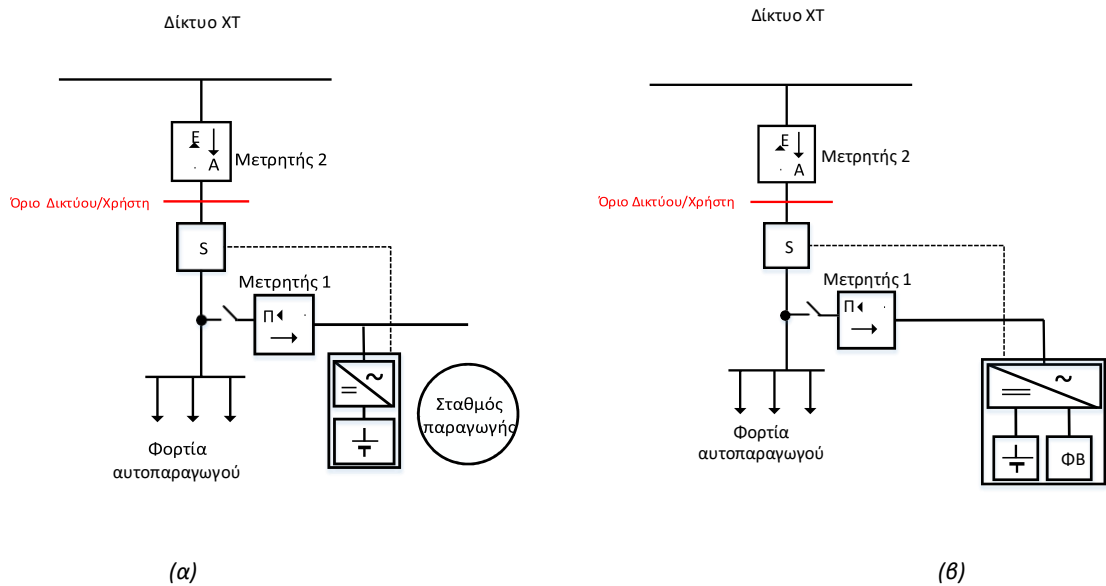 Δίκτυο ΧΤ
Ε
Α
Μετρητής 2
Όριο Δικτύου/Χρήστη
S
Μετρητής 1
Π
Σταθμός
παραγωγής
Φορτία
αυτοπαραγωγού
(α)
Δίκτυο ΧΤ
Ε
Α
Μετρητής 2
Όριο Δικτύου/Χρήστη
S
Μετρητής 1
Π
ΦΒ
Φορτία
αυτοπαραγωγού
(β)